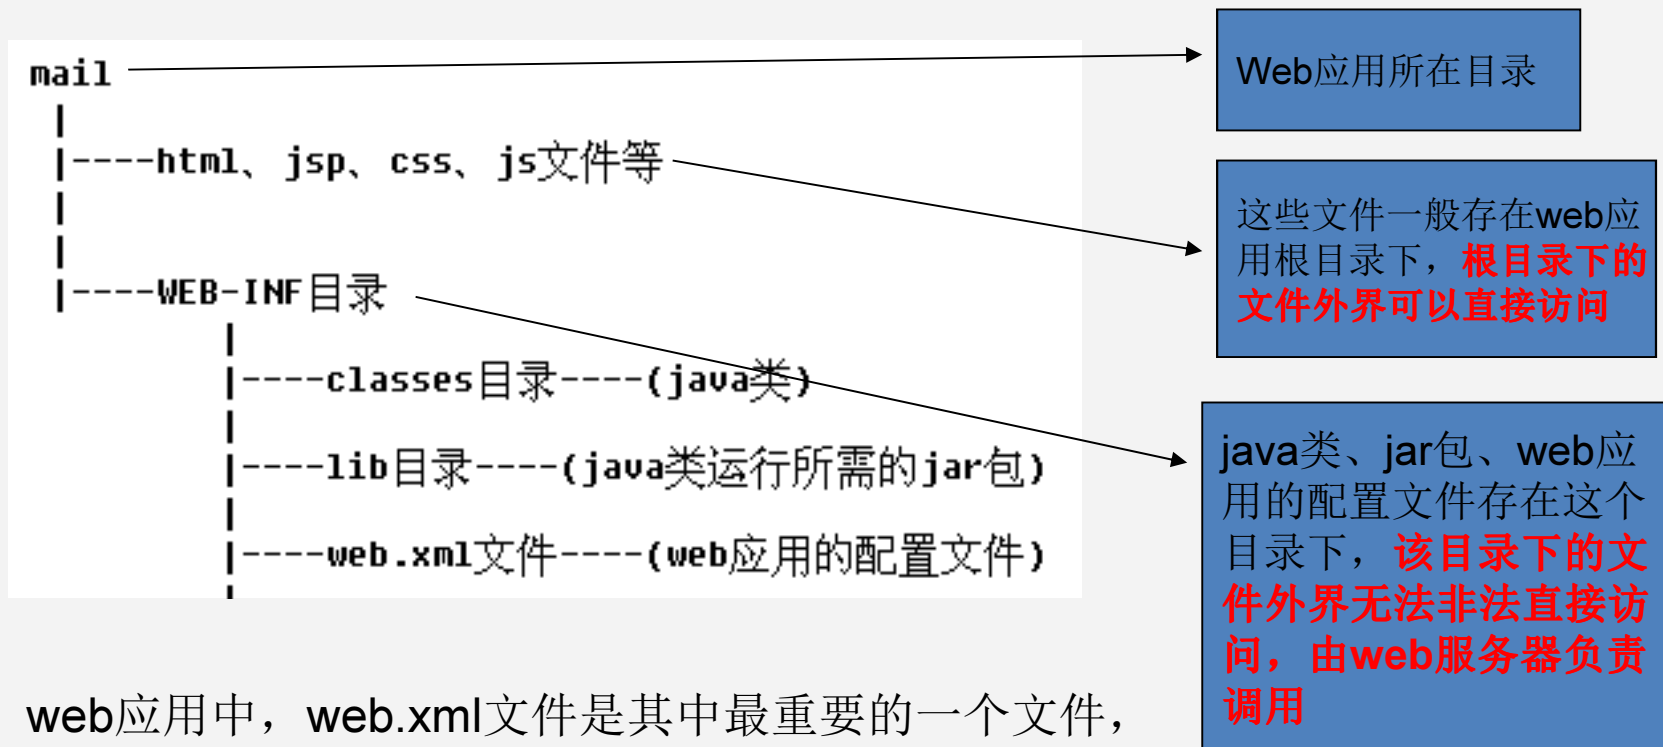 mail
|
|----html、jsp、css、js文件等
|
|
|----WEB-INF目录
|
|----classes目录----(java类)
|
|----lib目录----(java类运行所需的jar包)
|
|----web.xml文件----(web应用的配置文件)
|
Web应用所在目录
这些文件一般存在web应
用根目录下，根目录下的
文件外界可以直接访问
java类、jar包、web应
用的配置文件存在这个
目录下，该目录下的文
件外界无法非法直接访
问，由web服务器负责
调用
web应用中，web.xml文件是其中最重要的一个文件，